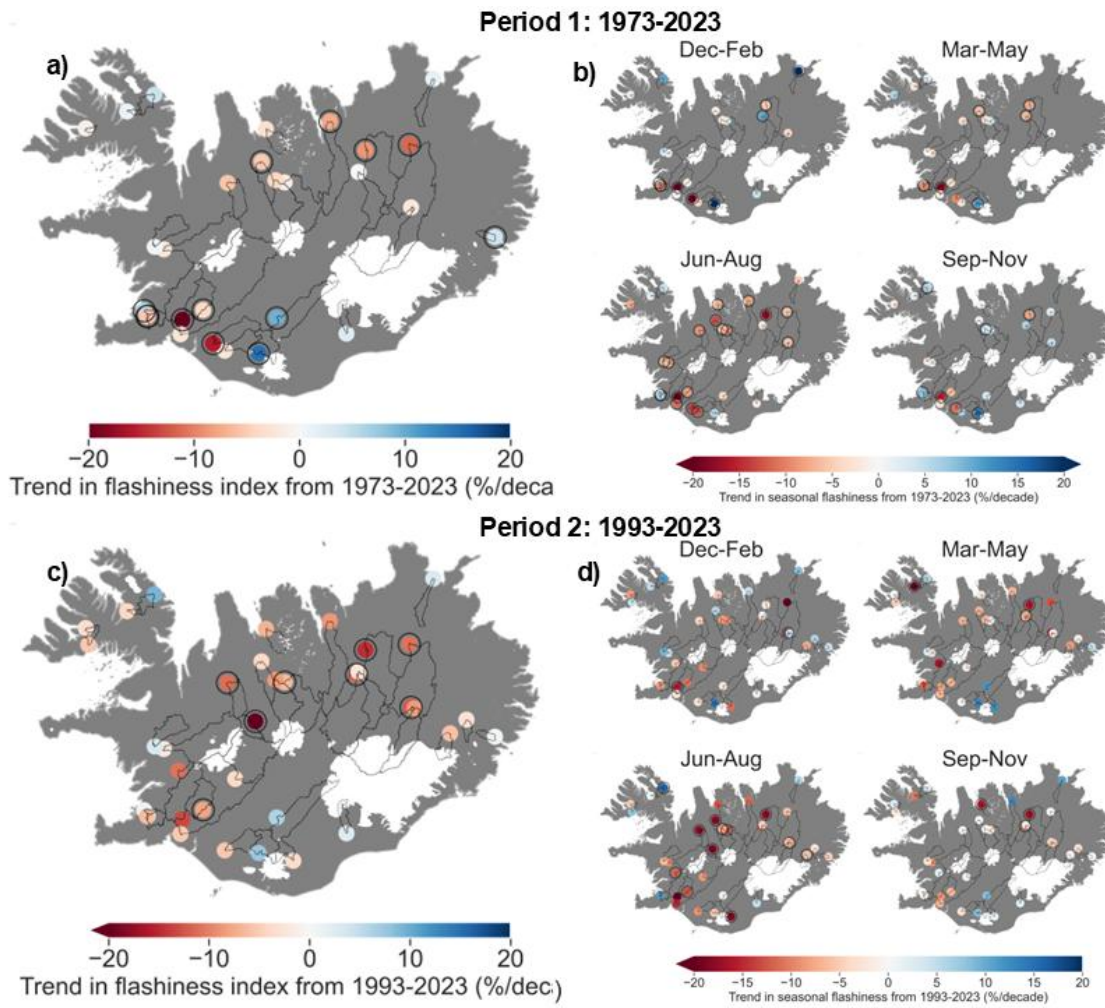 Period 1: 1973-2023
a)
b)
Dec-Feb
Mar-May
Jun-Aug
Sep-Nov
−20 −10 0 10 20
Trend in flashiness index from 1973-2023 (%/deca
−20 −15 −10 −5 0 5 10 15 20
Trend in seasonal flashiness from 1973-2023 (%/decade)
Period 2: 1993-2023
c)
d)
Dec-Feb
Mar-May
Jun-Aug
Sep-Nov
−20 −10 0 10 20
Trend in flashiness index from 1993-2023 (%/dec;)
−20 −15 −10 −5 0 5 10 15 20
Trend in seasonal flashiness from 1993-2023 (%/decade)